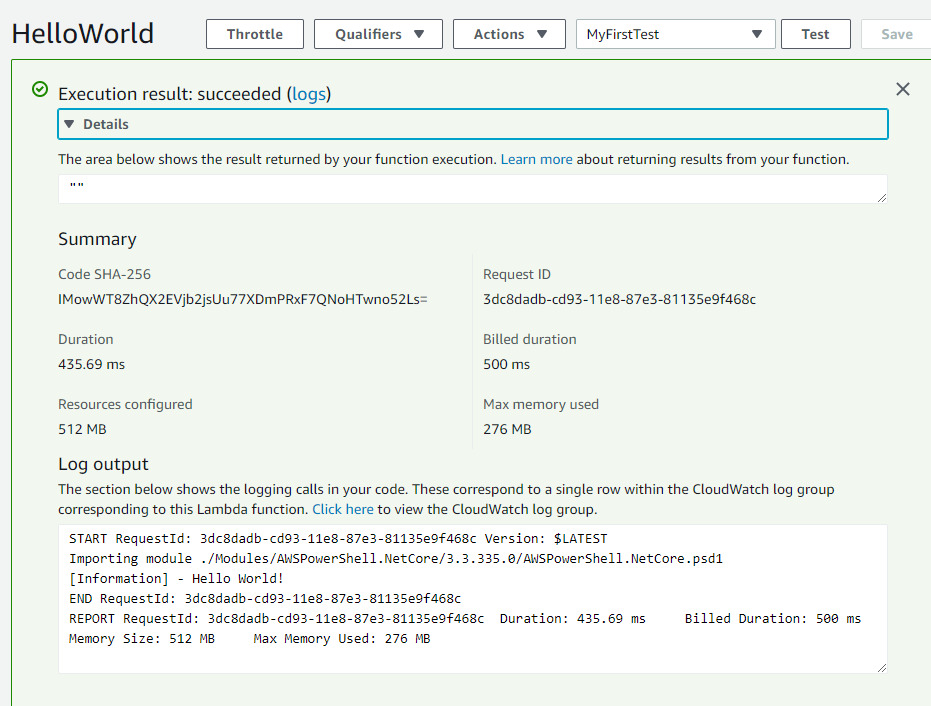 HelloWorld
Throttle
Qualifiers
Actions
MyFirstTest
Test
Save
Execution result: succeeded (logs)
Details
The area below shows the result returned by your function execution. Learn more about returning results from your function.
""
Summary
Code SHA-256
Request ID
IMowWT8ZhQX2EVjb2jsUu77XDmPRxF7QNoHTwno52Ls=
3dc8dadb-cd93-11e8-87e3-81135e9f468c
Duration
Billed duration
435.69 ms
500 ms
Resources configured
Max memory used
512 MB
276 MB
Log output
The section below shows the logging calls in your code. These correspond to a single row within the CloudWatch log group
corresponding to this Lambda function. Click here to view the CloudWatch log group.
START RequestId: 3dc8dadb-cd93-11e8-87e3-81135e9f468c Version: $LATEST
Importing module ./Modules/AWSPowerShell.NetCore/3.3.335.0/AWSPowerShell.NetCore.psd1
[Information] - Hello World!
END RequestId: 3dc8dadb-cd93-11e8-87e3-81135e9f468c
REPORT RequestId: 3dc8dadb-cd93-11e8-87e3-81135e9f468c Duration: 435.69 ms Billed Duration: 500 ms
Memory Size: 512 MB Max Memory Used: 276 MB